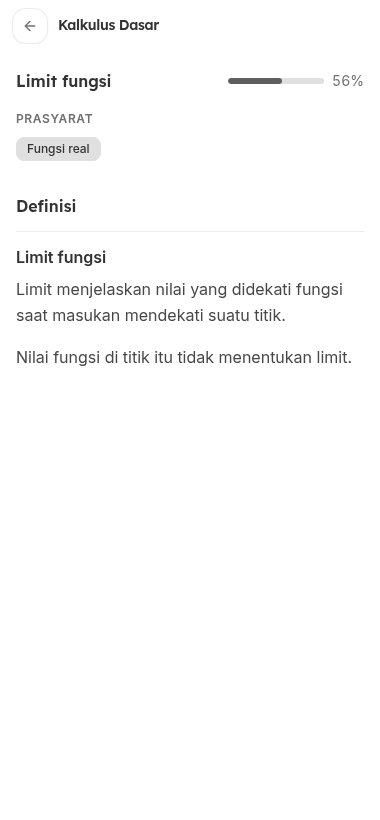 Kalkulus Dasar
Limit fungsi
56%
PRASYARAT
Fungsi real
Definisi
Limit fungsi
Limit menjelaskan nilai yang didekati fungsi
saat masukan mendekati suatu titik.
Nilai fungsi di titik itu tidak menentukan limit.